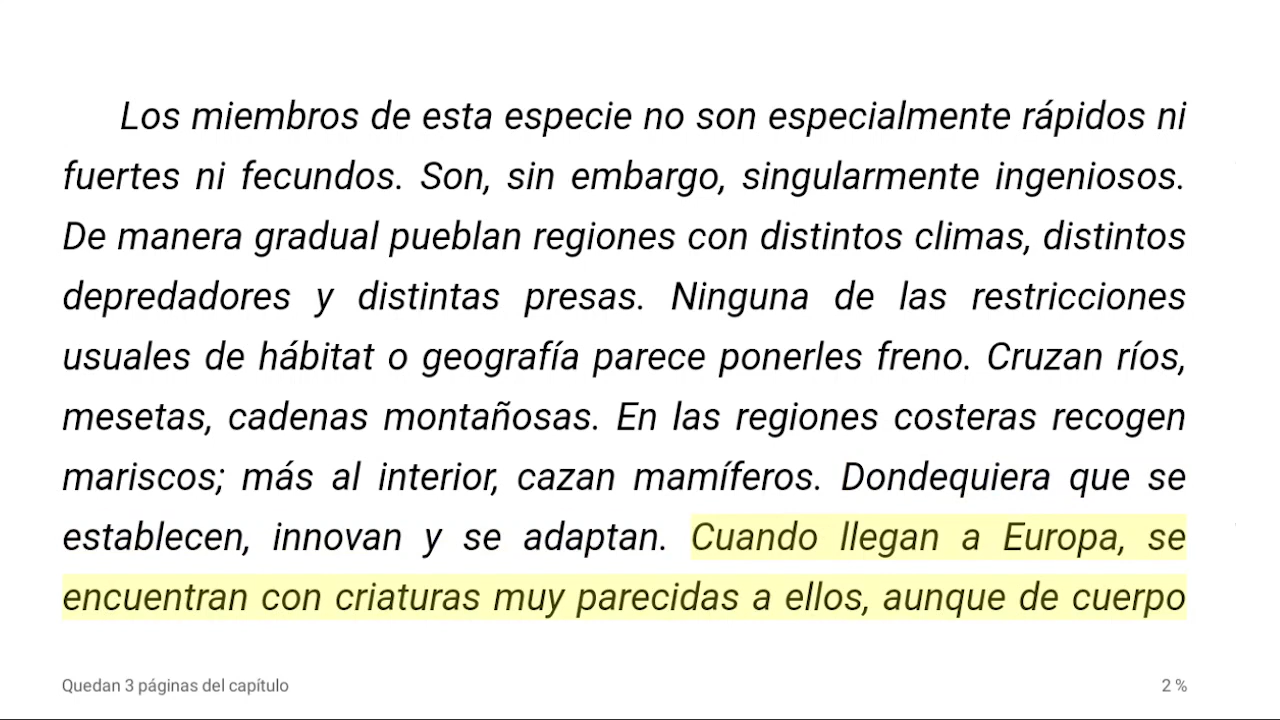 Los miembros de esta especie no son especialmente rápidos ni
fuertes ni fecundos. Son, sin embargo, singularmente ingeniosos.
De manera gradual pueblan regiones con distintos climas, distintos
depredadores y distintas presas. Ninguna de las restricciones
usuales de hábitat o geografía parece ponerles freno. Cruzan ríos,
mesetas, cadenas montañosas. En las regiones costeras recogen
mariscos; más al interior, cazan mamíferos. Dondequiera que se
establecen, innovan y se adaptan. Cuando llegan a Europa, se
encuentran con criaturas muy parecidas a ellos, aunque de cuerpo
Quedan 3 páginas del capítulo
2 %